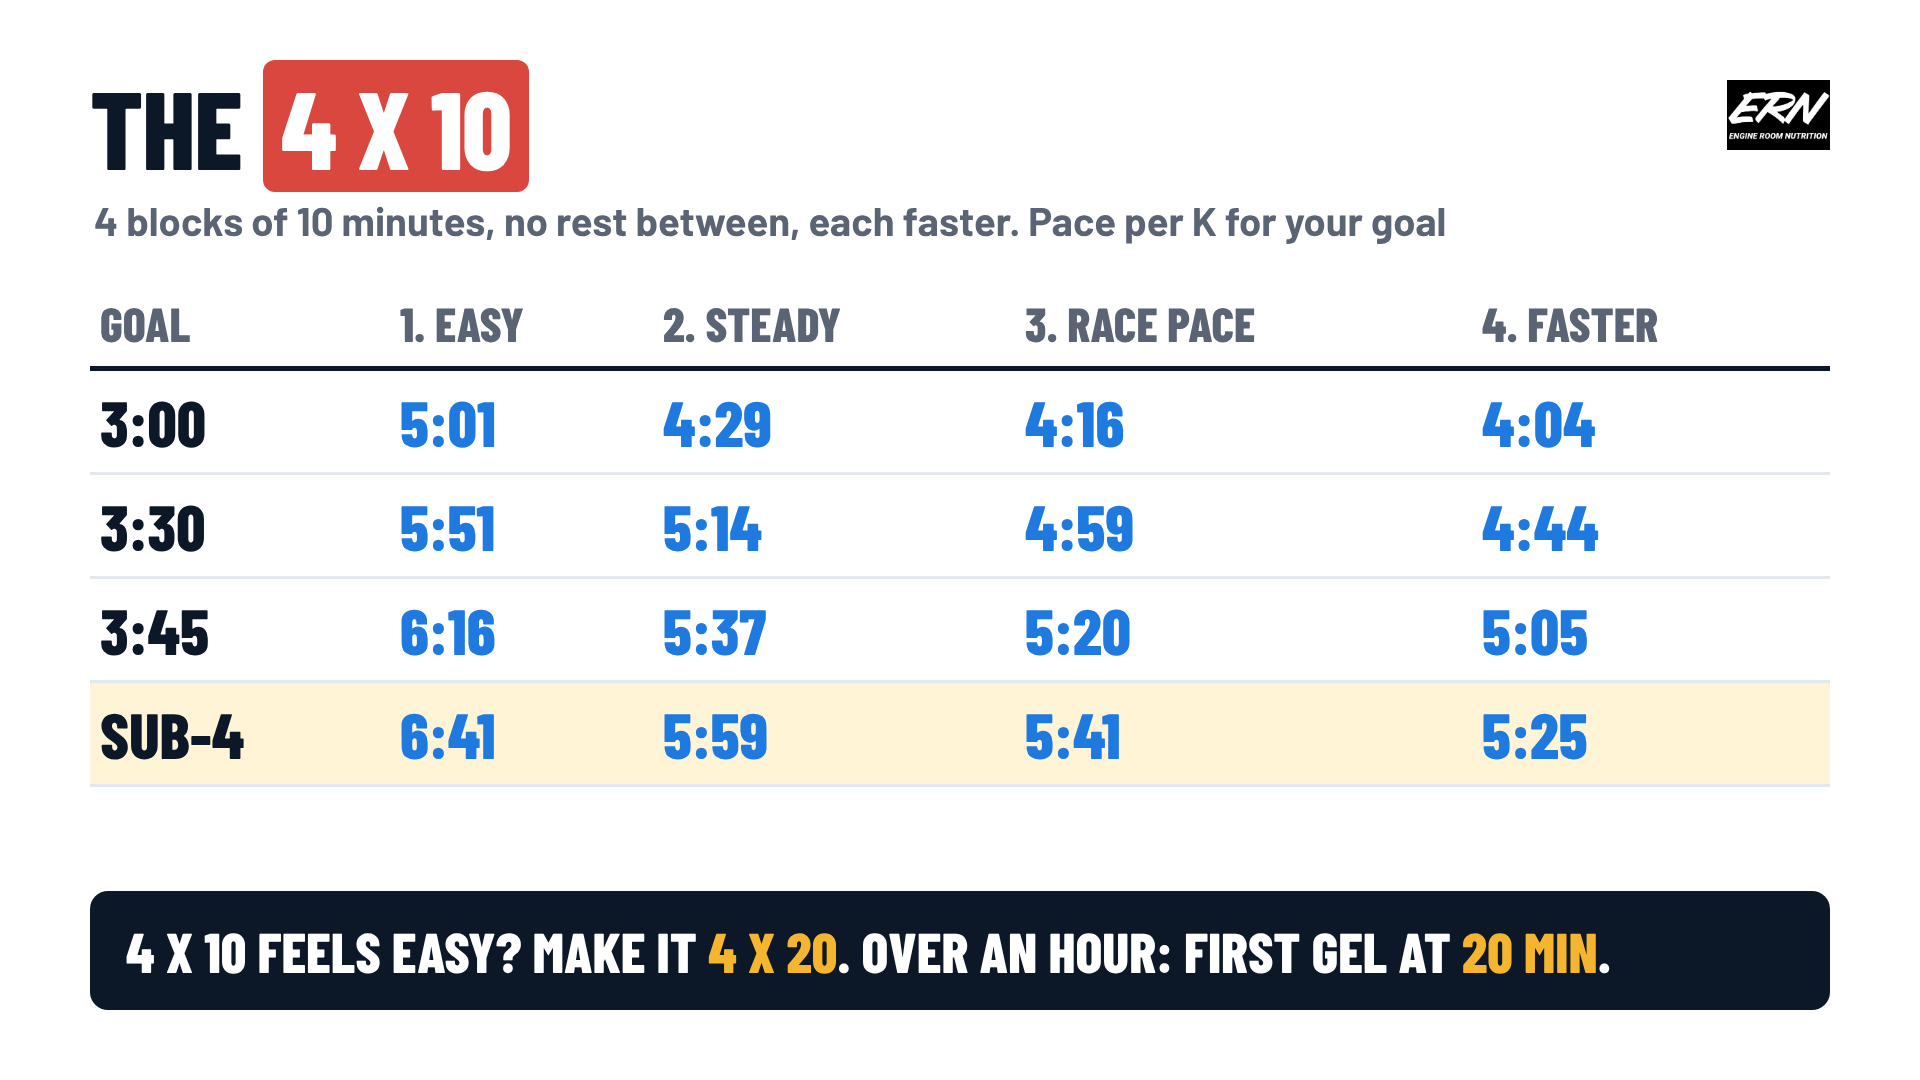 THE 4 X 10
ERN
ENGINE ROOM NUTRITION
4 blocks of 10 minutes, no rest between, each faster. Pace per K for your goal
GOAL 1. EASY 2. STEADY 3. RACE PACE 4. FASTER
3:00 5:01 4:29 4:16 4:04
3:30 5:51 5:14 4:59 4:44
3:45 6:16 5:37 5:20 5:05
SUB-4 6:41 5:59 5:41 5:25
4 X 10 FEELS EASY? MAKE IT 4 X 20. OVER AN HOUR: FIRST GEL AT 20 MIN.